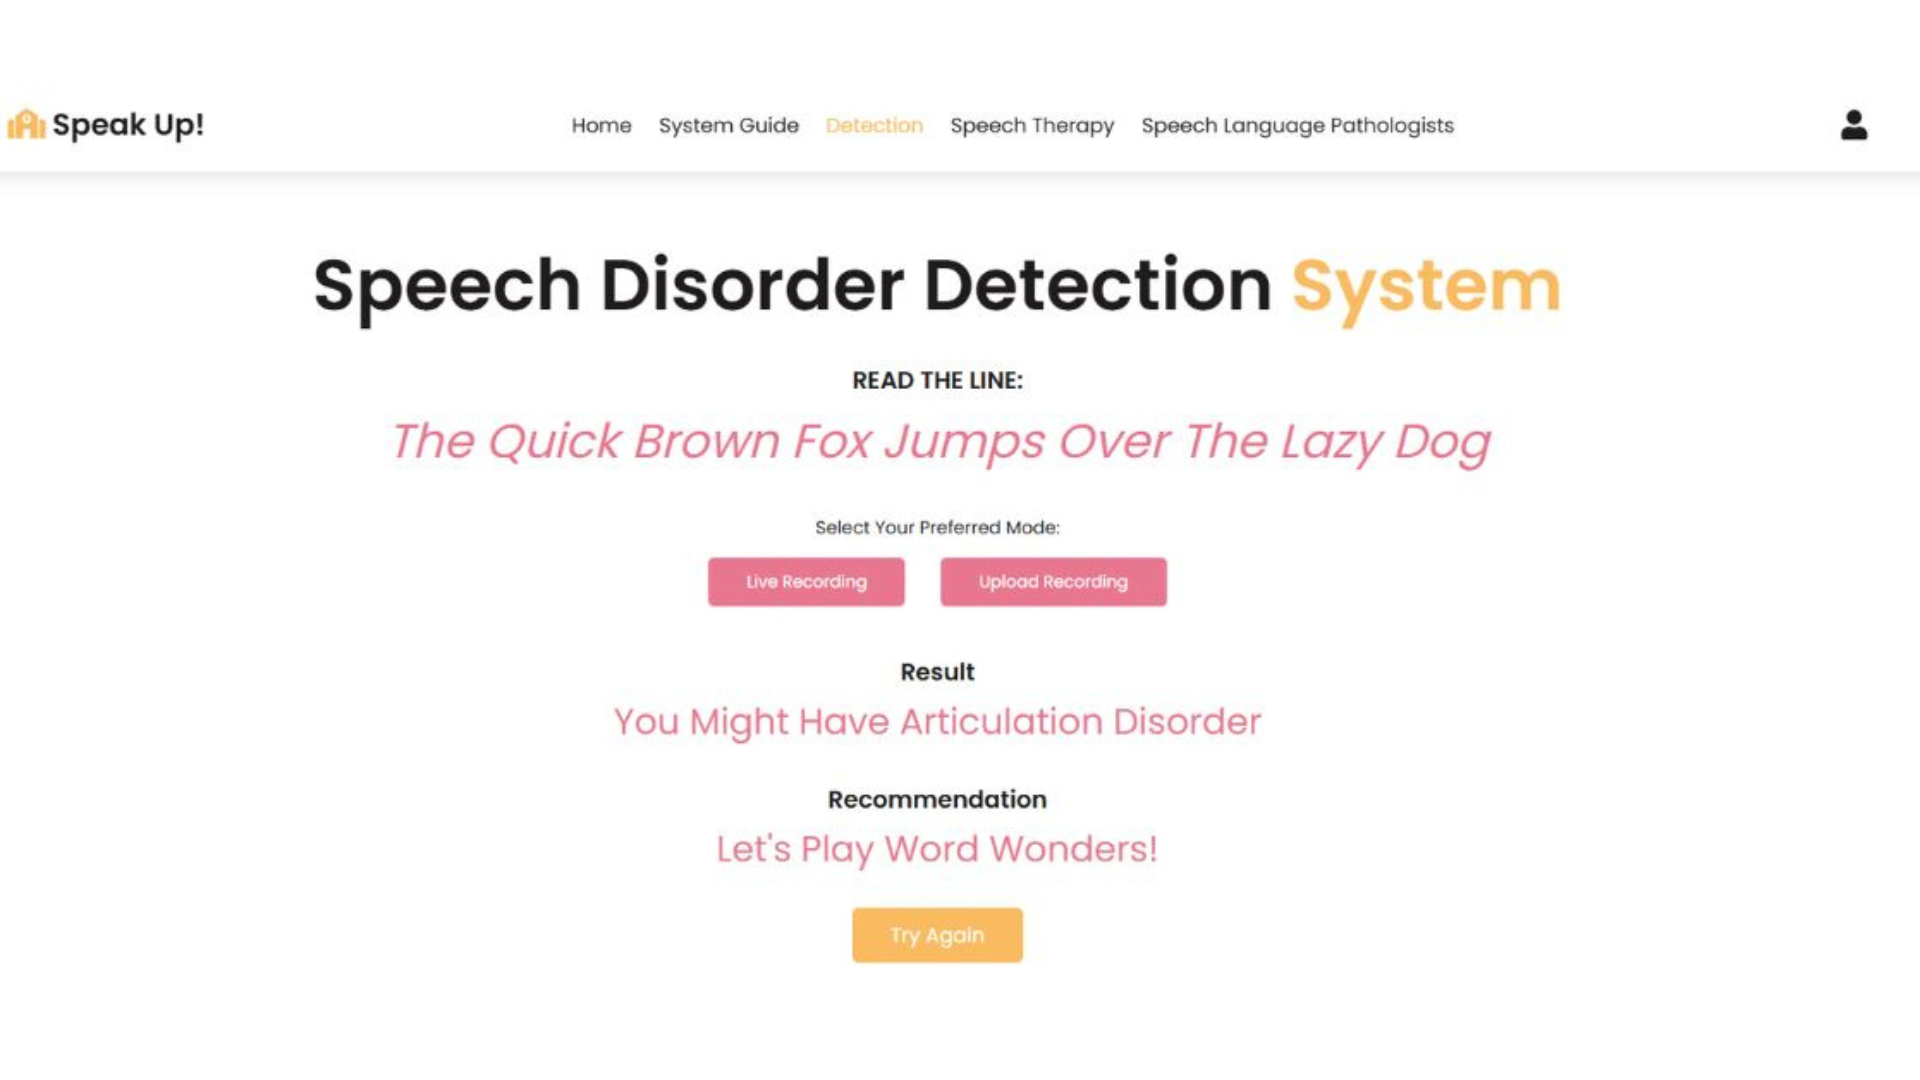 Speak Up!
Home System Guide Detection Speech Therapy Speech Language Pathologists
Speech Disorder Detection System
READ THE LINE:
The Quick Brown Fox Jumps Over The Lazy Dog
Select Your Preferred Mode:
Live Recording Upload Recording
Result
You Might Have Articulation Disorder
Recommendation
Let's Play Word Wonders!
Try Again